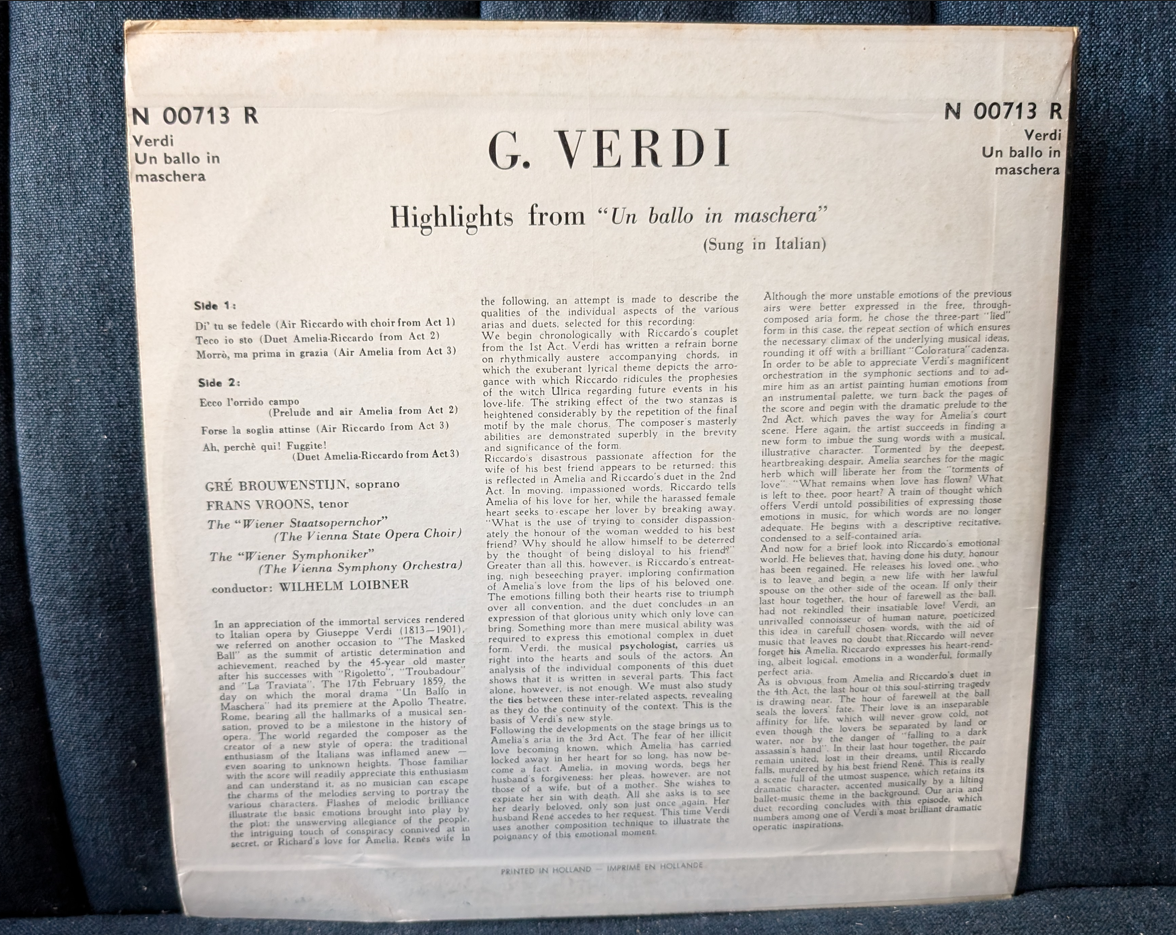 N 00713 R
Verdi
Un ballo in
maschera
N 00713 R
Verdi
Un ballo in
maschera
G. VERDI
Highlights from “Un ballo in maschera”
(Sung in Italian)
Side 1:
Di' tu se fedele (Air Riccardo with choir from Act 1)
Teco io sto (Duet Amelia-Riccardo from Act 2)
Morrò, ma prima in grazia (Air Amelia from Act 3)
Side 2:
Ecco l'orrido campo
(Prelude and air Amelia from Act 2)
Forse la soglia attinse (Air Riccardo from Act 3)
Ah, perchè qui! Fuggite!
(Duet Amelia-Riccardo from Act 3)
GRÉ BROUWENSTIJN, soprano
FRANS VROONS, tenor
The “Wiener Staatsopernchor”
(The Vienna State Opera Choir)
The “Wiener Symphoniker”
(The Vienna Symphony Orchestra)
conductor: WILHELM LOIBNER
In an appreciation of the immortal services rendered
to Italian opera by Giuseppe Verdi (1813—1901),
we referred on another occasion to “The Masked
Ball” as the summit of artistic determination and
achievement, reached by the 45-year old master
after his successes with “Rigoletto”, “Troubadour”
and “La Traviata”. The 17th February 1859, the
day on which the moral drama “Un Ballo in
Maschera” had its premiere at the Apollo Theatre,
Rome, bearing all the hallmarks of a musical sen-
sation, proved to be a milestone in the history of
opera. The world regarded the composer as the
creator of a new style of opera; the traditional
enthusiasm of the Italians was inflamed anew —
even soaring to unknown heights. Those familiar
with the score will readily appreciate this enthusiasm
and can understand it, as no musician can escape
the charms of the melodies serving to portray the
various characters. Flashes of melodic brilliance
illustrate the basic emotions brought into play by
the plot: the unswerving allegiance of the people,
the intriguing touch of conspiracy connived at in
secret, or Richard's love for Amelia, Renés wife In
the following, an attempt is made to describe the
qualities of the individual aspects of the various
arias and duets, selected for this recording:
We begin chronologically with Riccardo's couplet
from the 1st Act. Verdi has written a refrain borne
on rhythmically austere accompanying chords, in
which the exuberant lyrical theme depicts the arro-
gance with which Riccardo ridicules the prophesies
of the witch Ulrica regarding future events in his
love-life. The striking effect of the two stanzas is
heightened considerably by the repetition of the final
motif by the male chorus. The composer's masterly
abilities are demonstrated superbly in the brevity
and significance of the form.
Riccardo's disastrous passionate affection for the
wife of his best friend appears to be returned; this
is reflected in Amelia and Riccardo's duet in the 2nd
Act. In moving, impassioned words, Riccardo tells
Amelia of his love for her, while the harassed female
heart seeks to escape her lover by breaking away.
“What is the use of trying to consider dispassion-
ately the honour of the woman wedded to his best
friend? Why should he allow himself to be deterred
by the thought of being disloyal to his friend?”
Greater than all this, however, is Riccardo's entreat-
ing, nigh beseeching prayer, imploring confirmation
of Amelia's love from the lips of his beloved one.
The emotions filling both their hearts rise to triumph
over all convention, and the duet concludes in an
expression of that glorious unity which only love can
bring. Something more than mere musical ability was
required to express this emotional complex in duet
form. Verdi, the musical psychologist, carries us
right into the hearts and souls of the actors. An
analysis of the individual components of this duet
shows that it is written in several parts. This fact
alone, however, is not enough. We must also study
the ties between these inter-related aspects, revealing
as they do the continuity of the context. This is the
basis of Verdi's new style.
Following the developments on the stage brings us to
Amelia's aria in the 3rd Act. The fear of her illicit
love becoming known, which Amelia has carried
locked away in her heart for so long, has now be-
come a fact. Amelia, in moving words, begs her
husband's forgiveness; her pleas, however, are not
those of a wife, but of a mother. She wishes to
expiate her sin with death. All she asks is to see
her dearly beloved, only son just once again. Her
husband René accedes to her request. This time Verdi
uses another composition technique to illustrate the
poignancy of this emotional moment.
Although the more unstable emotions of the previous
airs were better expressed in the free, through-
composed aria form, he chose the three-part “lied”
form in this case, the repeat section of which ensures
the necessary climax of the underlying musical ideas,
rounding it off with a brilliant “Coloratura” cadenza.
In order to be able to appreciate Verdi's magnificent
orchestration in the symphonic sections and to ad-
mire him as an artist painting human emotions from
an instrumental palette, we turn back the pages of
the score and begin with the dramatic prelude to the
2nd Act, which paves the way for Amelia's court
scene. Here again, the artist succeeds in finding a
new form to imbue the sung words with a musical,
illustrative character. Tormented by the deepest,
heartbreaking despair, Amelia searches for the magic
herb which will liberate her from the “torments of
love”. “What remains when love has flown? What
is left to thee, poor heart? A train of thought which
offers Verdi untold possibilities of expressing those
emotions in music, for which words are no longer
adequate. He begins with a descriptive recitative,
condensed to a self-contained aria.
And now for a brief look into Riccardo's emotional
world. He believes that, having done his duty, honour
has been regained. He releases his loved one, who
is to leave and begin a new life with her lawful
spouse on the other side of the ocean. If only their
last hour together, the hour of farewell as the ball,
had not rekindled their insatiable love! Verdi, an
unrivalled connoisseur of human nature, poeticized
this idea in carefull chosen words, with the aid of
music that leaves no doubt that Riccardo will never
forget his Amelia. Riccardo expresses his heart-rend-
ing, albeit logical, emotions in a wonderful, formally
perfect aria.
As is obvious from Amelia and Riccardo's duet in
the 4th Act, the last hour of this soul-stirring tragedy
is drawing near. The hour of farewell at the ball
seals the lovers' fate. Their love is an inseparable
affinity for life, which will never grow cold, not
even though the lovers be separated by land or
water, nor by the danger of “falling to a dark
assassin's hand”. In their last hour together, the pair
remain united, lost in their dreams, until Riccardo
falls, murdered by his best friend René. This is really
a scene full of the utmost suspence, which retains its
dramatic character, accented musically by a lilting
ballet-music theme in the background. Our aria and
duet recording concludes with this episode, which
numbers among one of Verdi's most brilliant dramatic
operatic inspirations.
PRINTED IN HOLLAND — IMPRIMÉ EN HOLLANDE